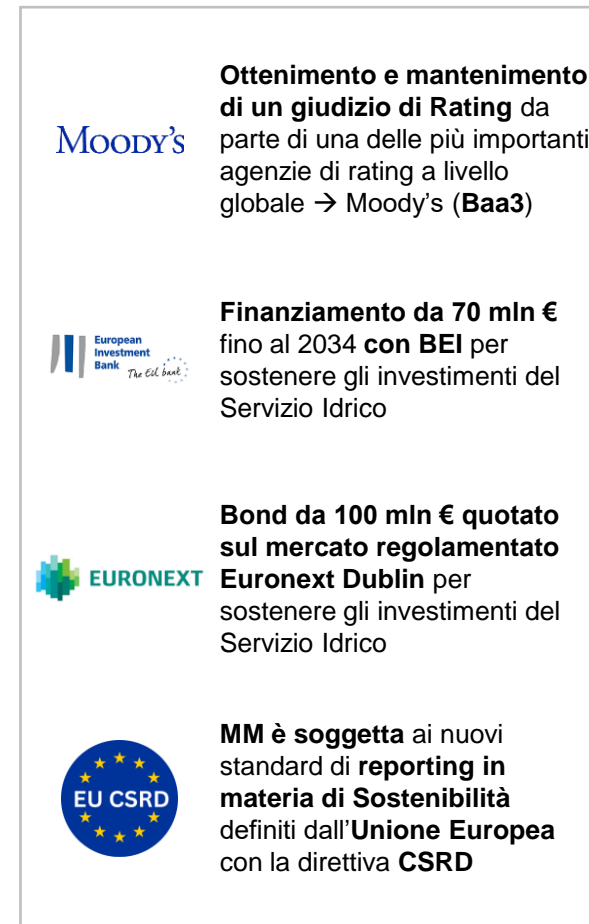 MOODY'S
Ottenimento e mantenimento
di un giudizio di Rating da
parte di una delle più importanti
agenzie di rating a livello
globale → Moody's (Baa3)
European
Investment
Bank
The EU bank
Finanziamento da 70 mln €
fino al 2034 con BEI per
sostenere gli investimenti del
Servizio Idrico
EURONEXT
Bond da 100 mln € quotato
sul mercato regolamentato
Euronext Dublin per
sostenere gli investimenti del
Servizio Idrico
EU CSRD
MM è soggetta ai nuovi
standard di reporting in
materia di Sostenibilità
definiti dall'Unione Europea
con la direttiva CSRD